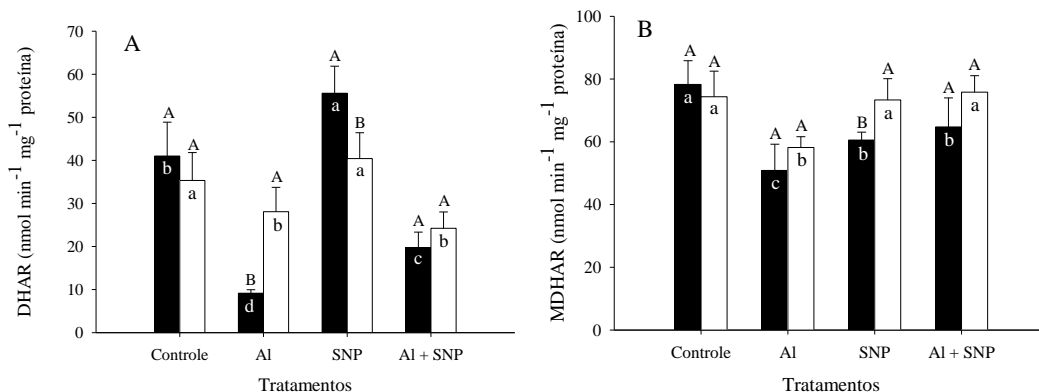 A
DHAR (nmol min-1 mg-1 proteína)
70
60
50
40
30
20
10
0
A
A
b
a
B
A
d
b
A
B
a
a
A
A
c
b
Controle
Al
SNP
Al + SNP
Tratamentos
B
MDHAR (nmol min-1 mg-1 proteína)
100
80
60
40
20
0
A
A
a
a
A
A
c
b
B
A
b
a
A
A
b
a
Controle
Al
SNP
Al + SNP
Tratamentos